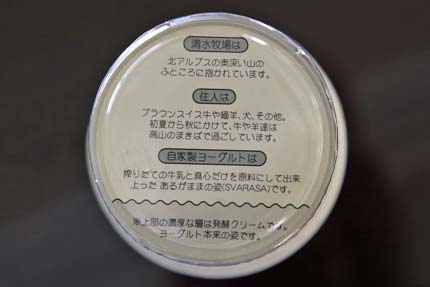 清水牧場は
北アルプスの奥深い山の
ふところに抱かれています。
住人は
ブラウンスイス牛や緬羊、犬、その他。
初夏から秋にかけて、牛や羊達は
高山のまきばで過ごしています。
自家製ヨーグルトは
搾りたての牛乳と真心だけを原料にして出来
上った あるがままの姿(SVARASA)です。
※上部の濃厚な層は発酵クリームです。
ヨーグルト本来の姿です。